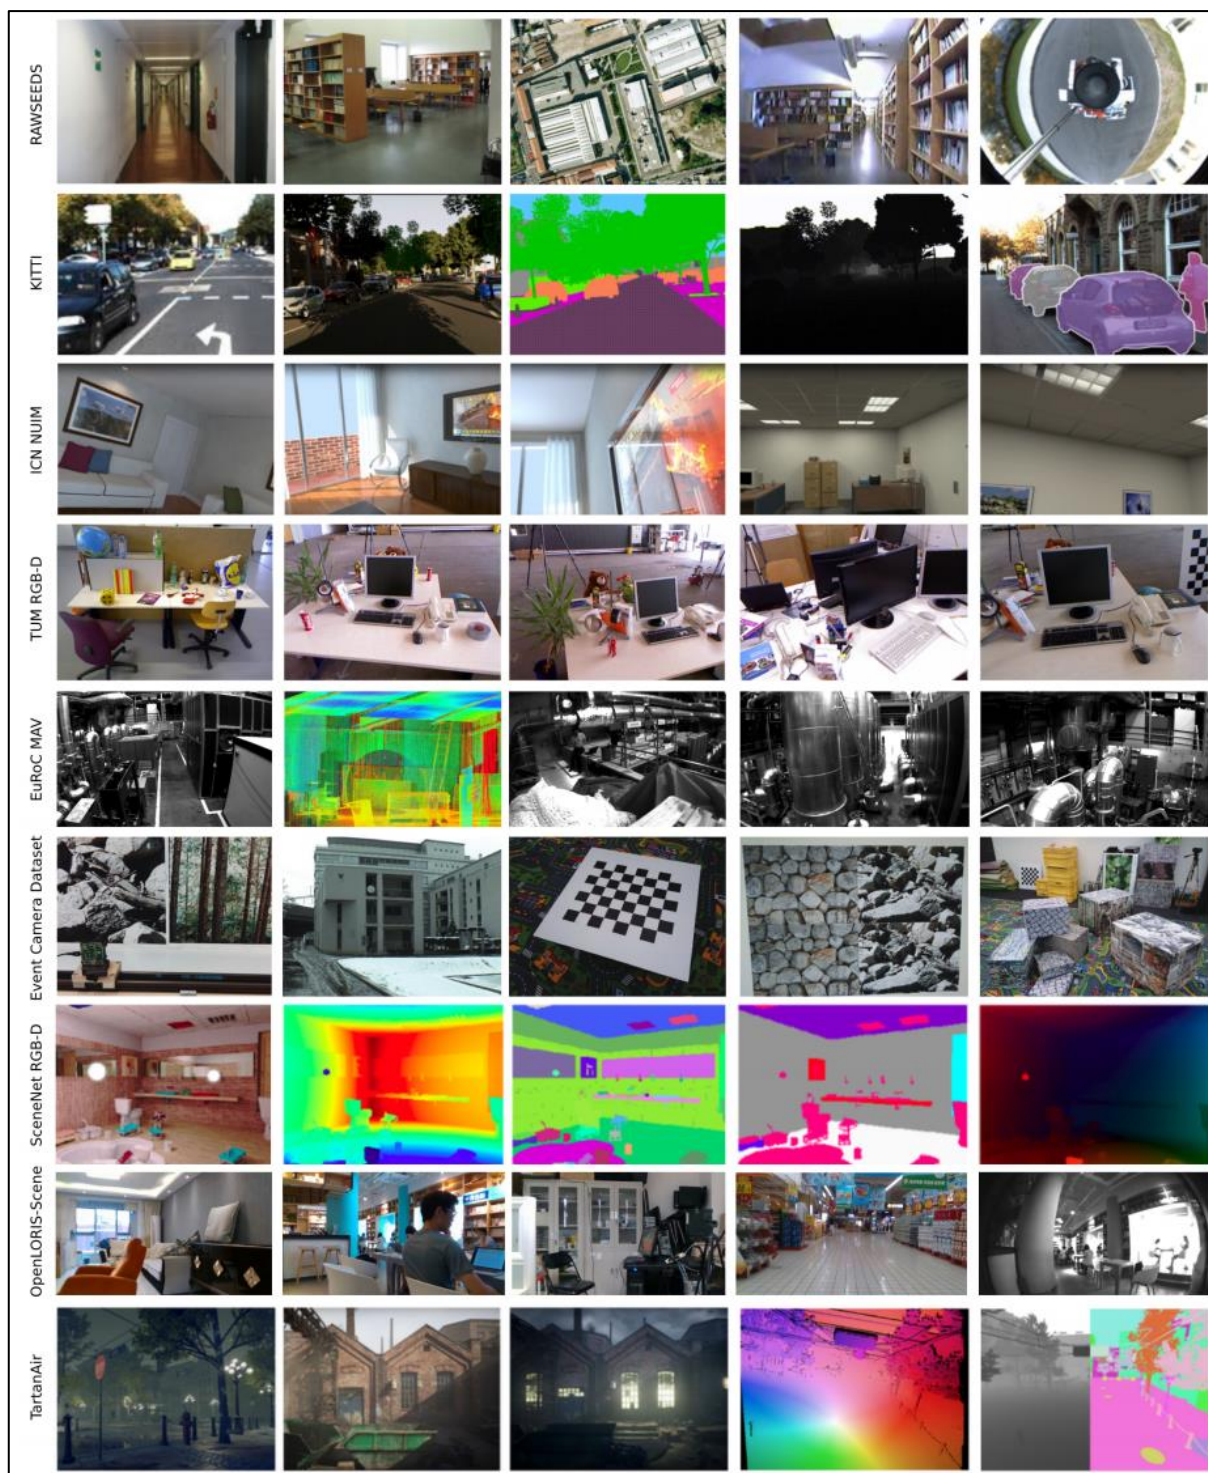 RAWSEEDS
KITTI
ICN NUIM
TUM RGB-D
EuRoC MAV
Event Camera Dataset
SceneNet RGB-D
OpenLORIS-Scene
TartanAir